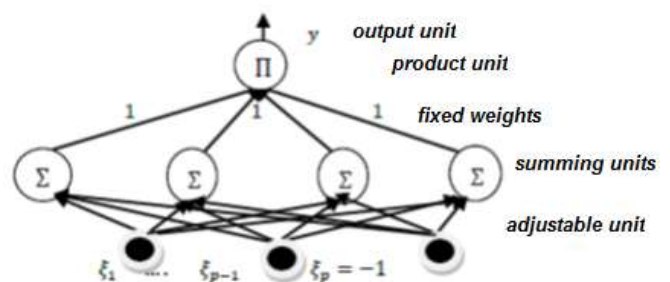 y output unit
∏ product unit
1 1 1 fixed weights
Σ Σ Σ Σ summing units
adjustable unit
ξ₁ .... ξₚ₋₁ ξₚ = −1